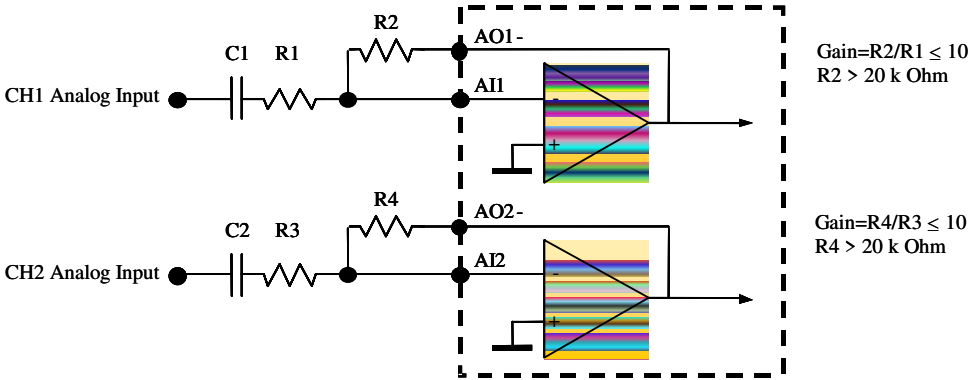 R2
AO1-
C1 R1
CH1 Analog Input
AI1
-
+
Gain=R2/R1 ≤ 10
R2 > 20 k Ohm
R4
AO2-
C2 R3
CH2 Analog Input
AI2
-
+
Gain=R4/R3 ≤ 10
R4 > 20 k Ohm